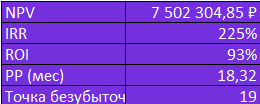 NPV 7 502 304,85 ₽
IRR 225%
ROI 93%
PP (мес) 18,32
Точка безубыточ 19